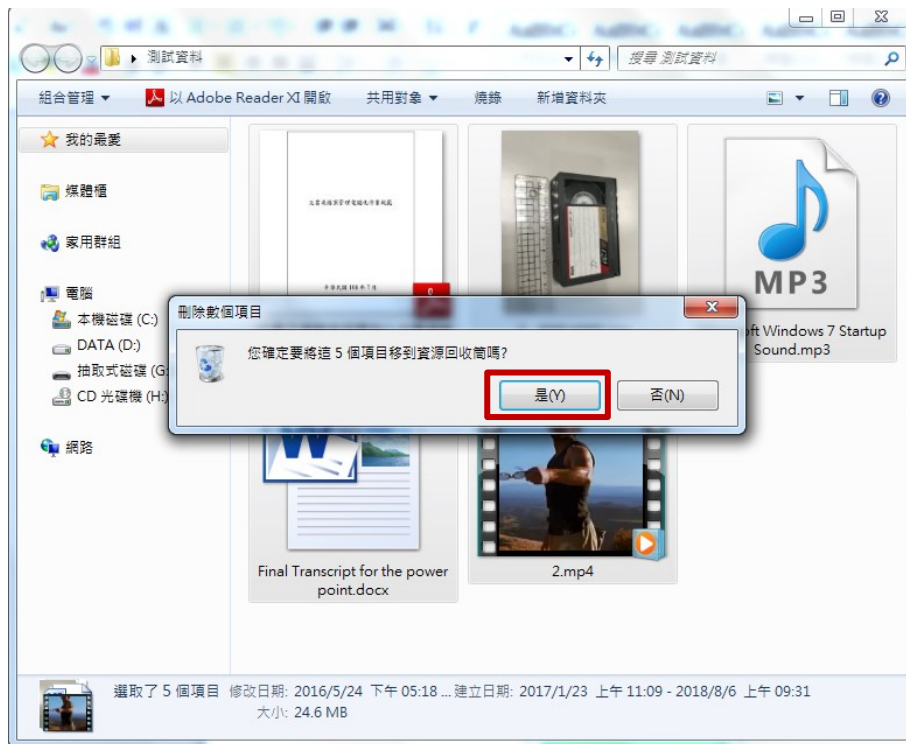 測試資料
搜尋 測試資料
組合管理
以 Adobe Reader XI 開啟
共用對象
燒錄
新增資料夾
我的最愛
媒體櫃
家用群組
電腦
本機磁碟 (C:)
DATA (D:)
抽取式磁碟 (G:
CD 光碟機 (H:)
網路
MP3
ft Windows 7 Startup
Sound.mp3
刪除數個項目
您確定要將這 5 個項目移到資源回收筒嗎?
是(Y)
否(N)
Final Transcript for the power
point.docx
2.mp4
選取了 5 個項目
修改日期: 2016/5/24 下午 05:18 ...
建立日期: 2017/1/23 上午 11:09 - 2018/8/6 上午 09:31
大小: 24.6 MB